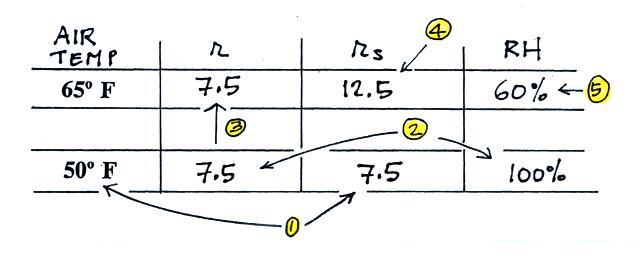 AIR
TEMP r rs RH
④
65° F 7.5 12.5 60% ⑤
③ ②
50° F 7.5 7.5 100%
①